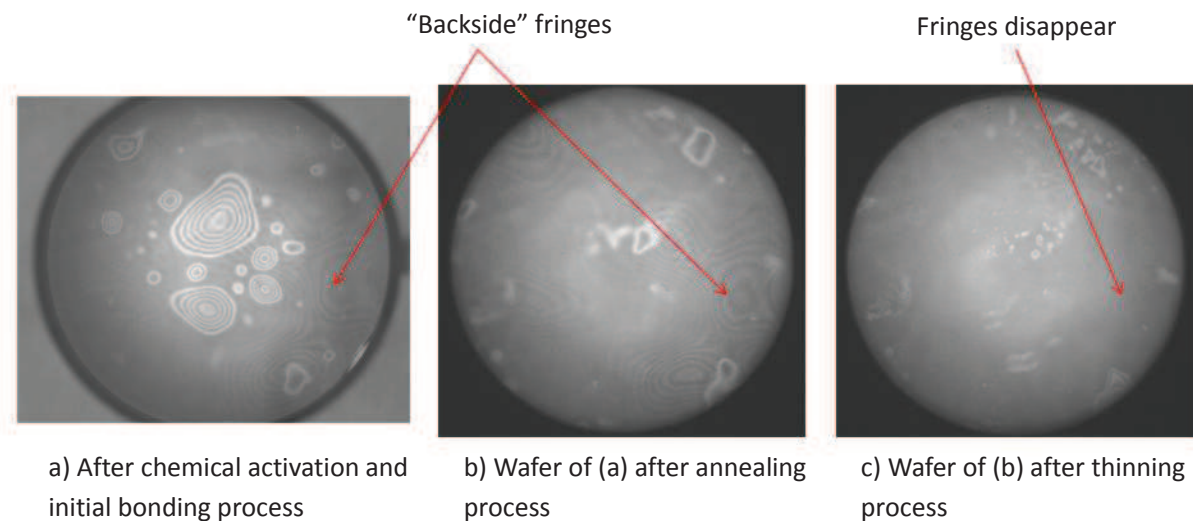 “Backside” fringes
Fringes disappear
a) After chemical activation and
initial bonding process
b) Wafer of (a) after annealing
process
c) Wafer of (b) after thinning
process